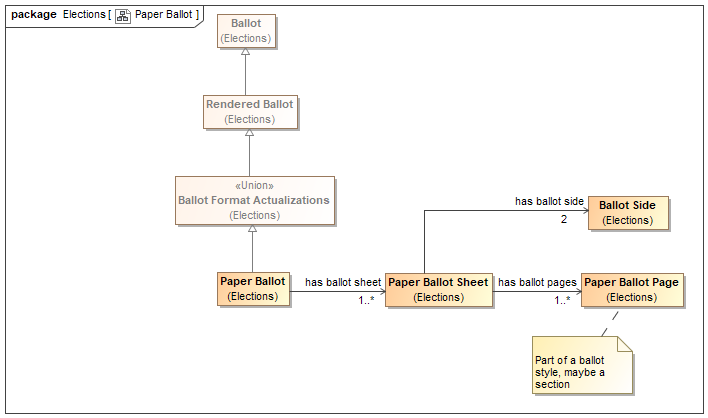 package Elections [ Paper Ballot ]
Ballot
(Elections)
Rendered Ballot
(Elections)
«Union»
Ballot Format Actualizations
(Elections)
has ballot side
2
Ballot Side
(Elections)
Paper Ballot
(Elections)
has ballot sheet
1..*
Paper Ballot Sheet
(Elections)
has ballot pages
1..*
Paper Ballot Page
(Elections)
Part of a ballot
style, maybe a
section